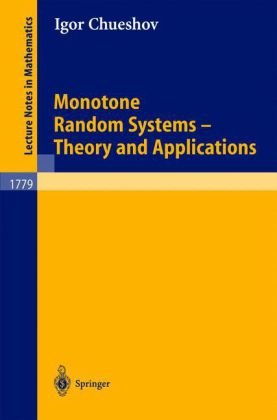 Igor Chueshov
Lecture Notes in Mathematics
Monotone
Random Systems –
Theory and Applications
1779
Springer